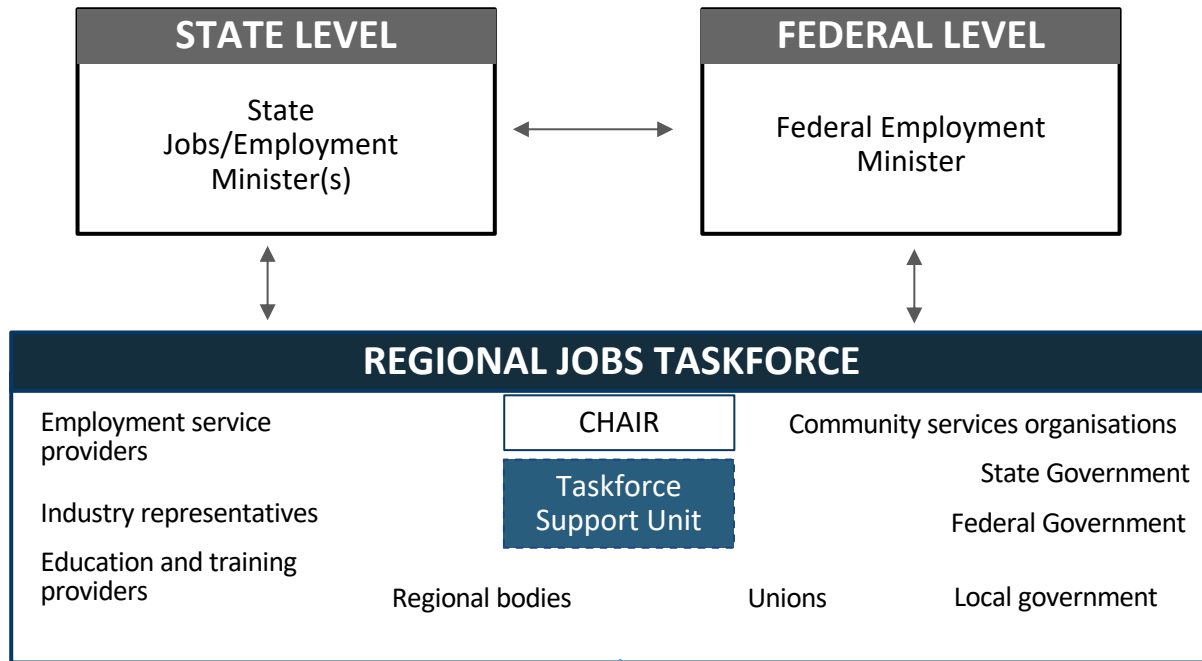 STATE LEVEL
State
Jobs/Employment
Minister(s)
FEDERAL LEVEL
Federal Employment
Minister
REGIONAL JOBS TASKFORCE
Employment service
providers
Industry representatives
Education and training
providers
CHAIR
Taskforce
Support Unit
Regional bodies
Unions
Community services organisations
State Government
Federal Government
Local government